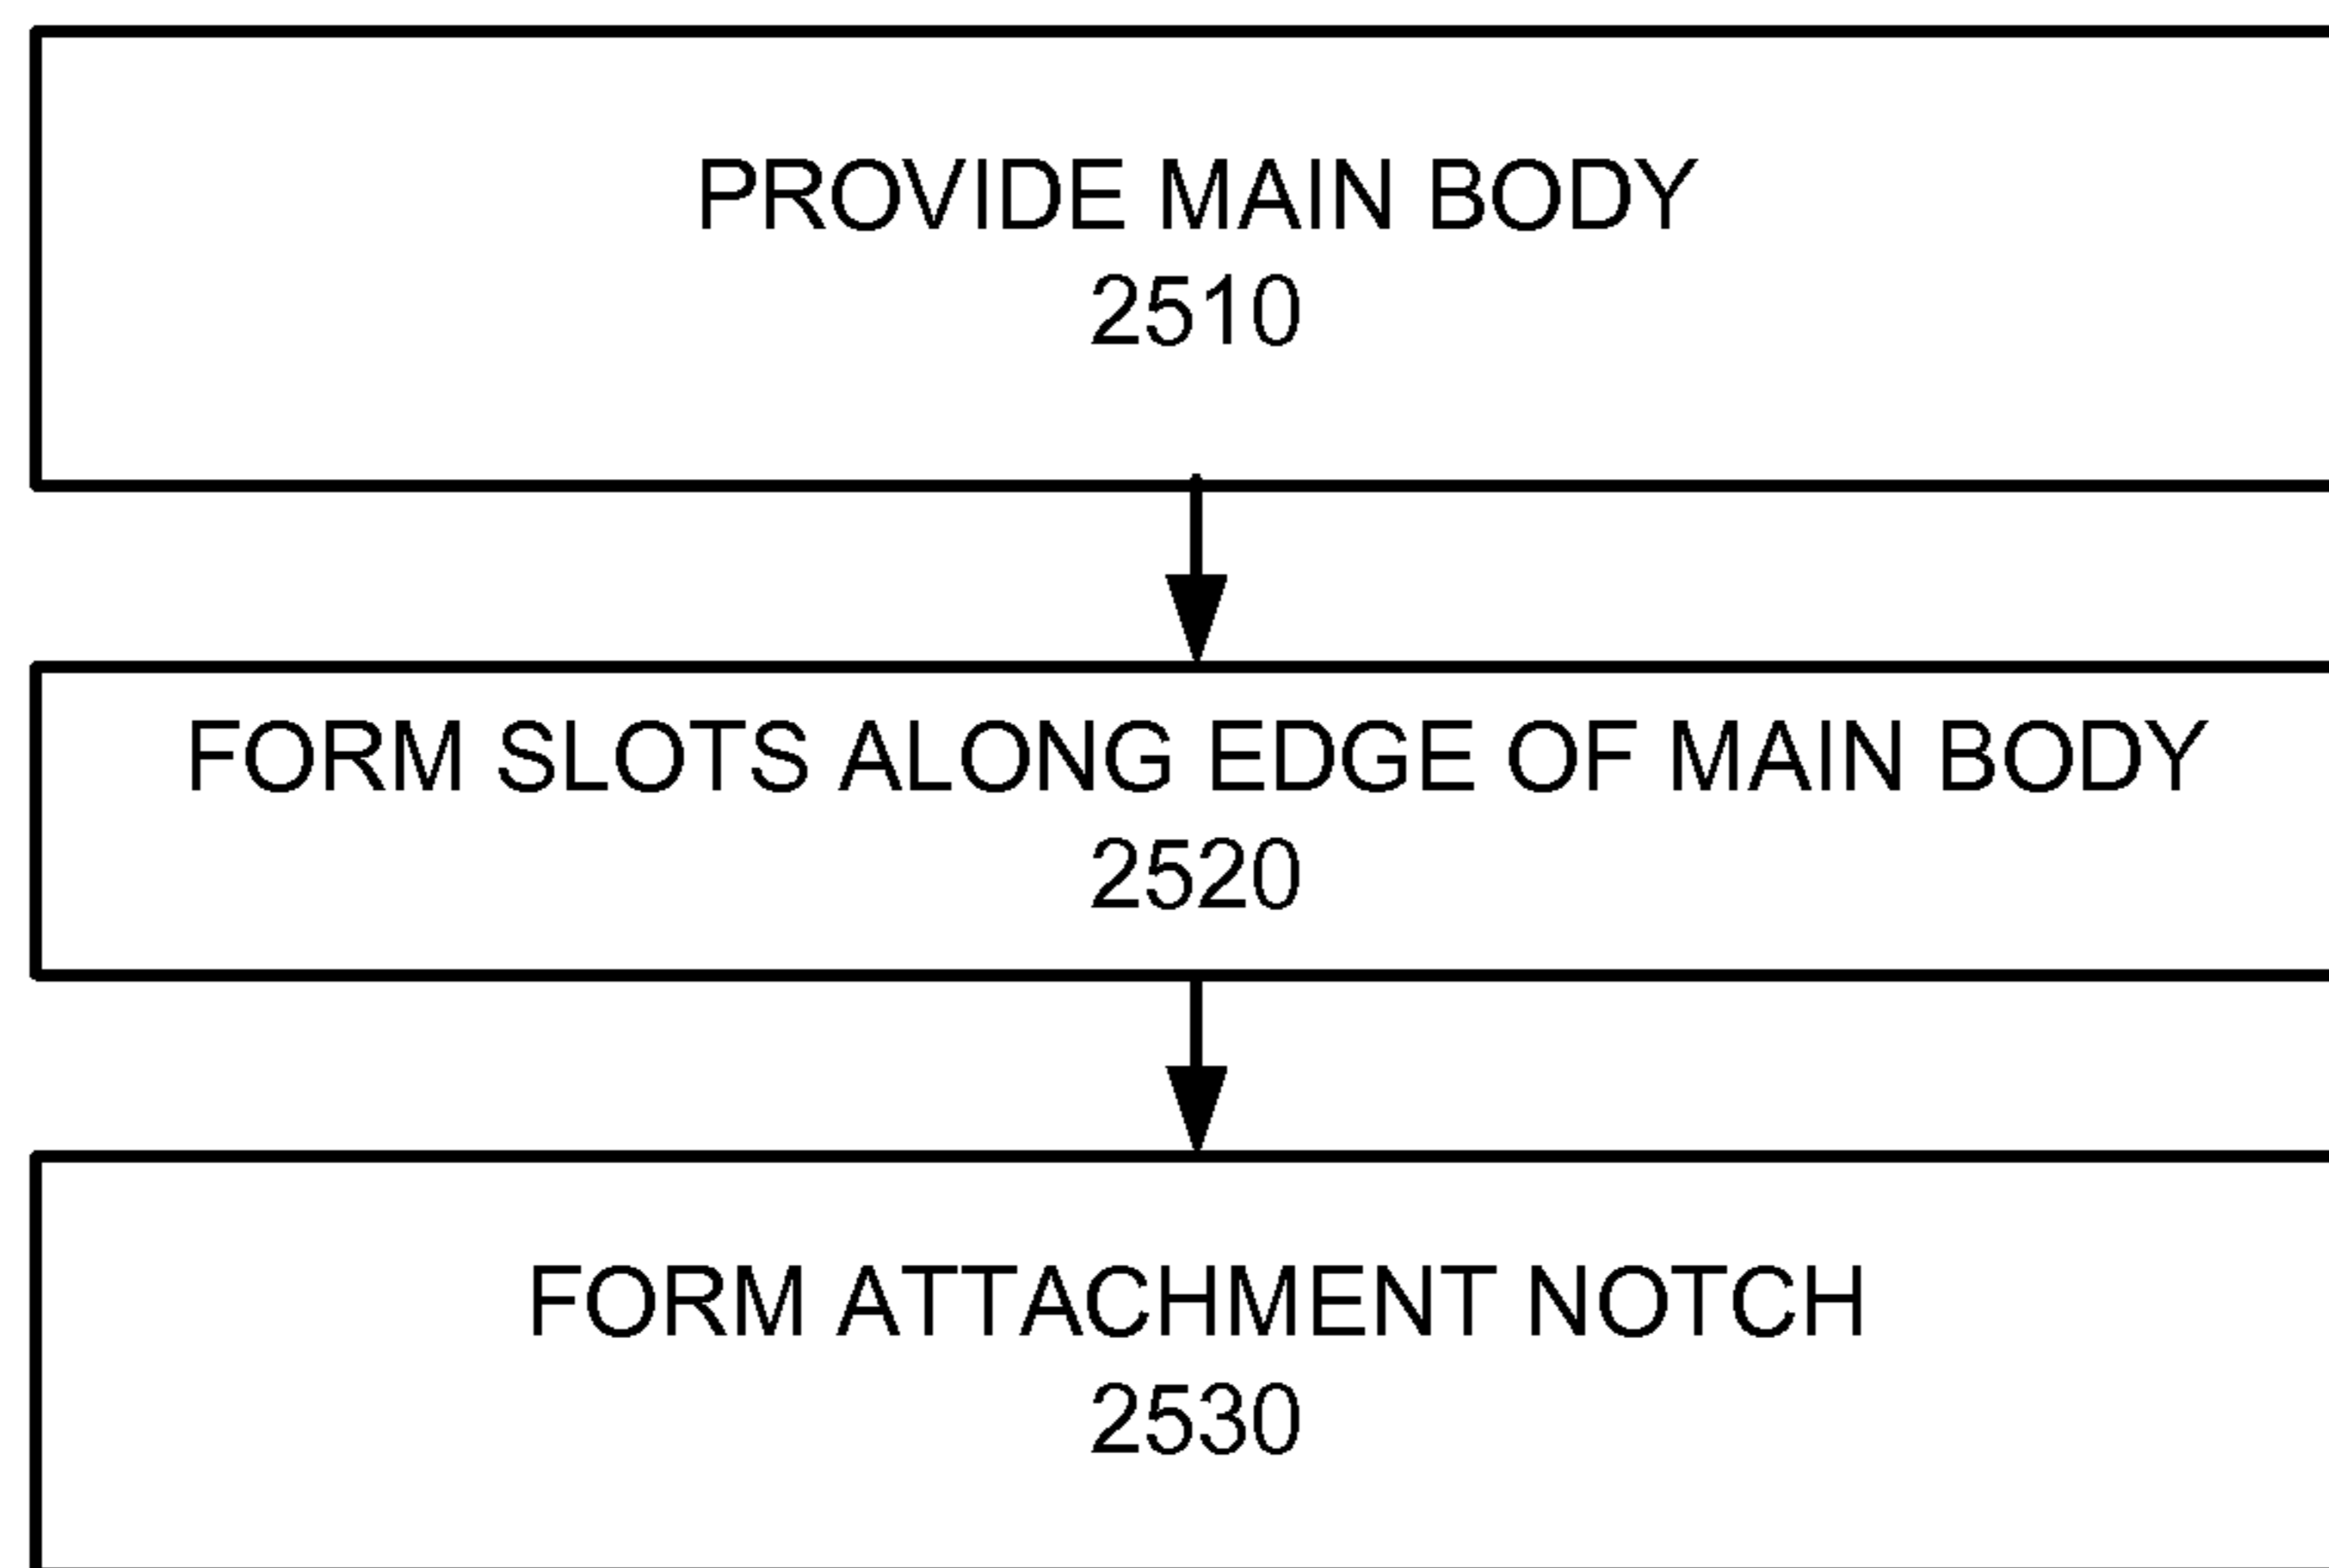 PROVIDE MAIN BODY
2510
FORM SLOTS ALONG EDGE OF MAIN BODY
2520
FORM ATTACHMENT NOTCH
2530